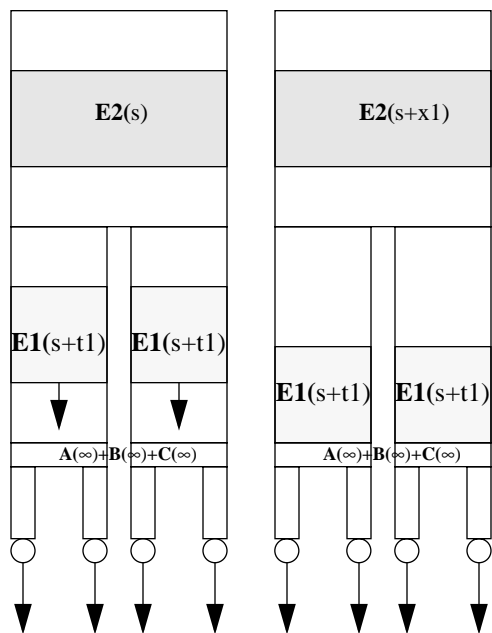 E2(s)
E2(s+x1)
E1(s+t1) E1(s+t1)
E1(s+t1) E1(s+t1)
A(∞)+B(∞)+C(∞)
A(∞)+B(∞)+C(∞)